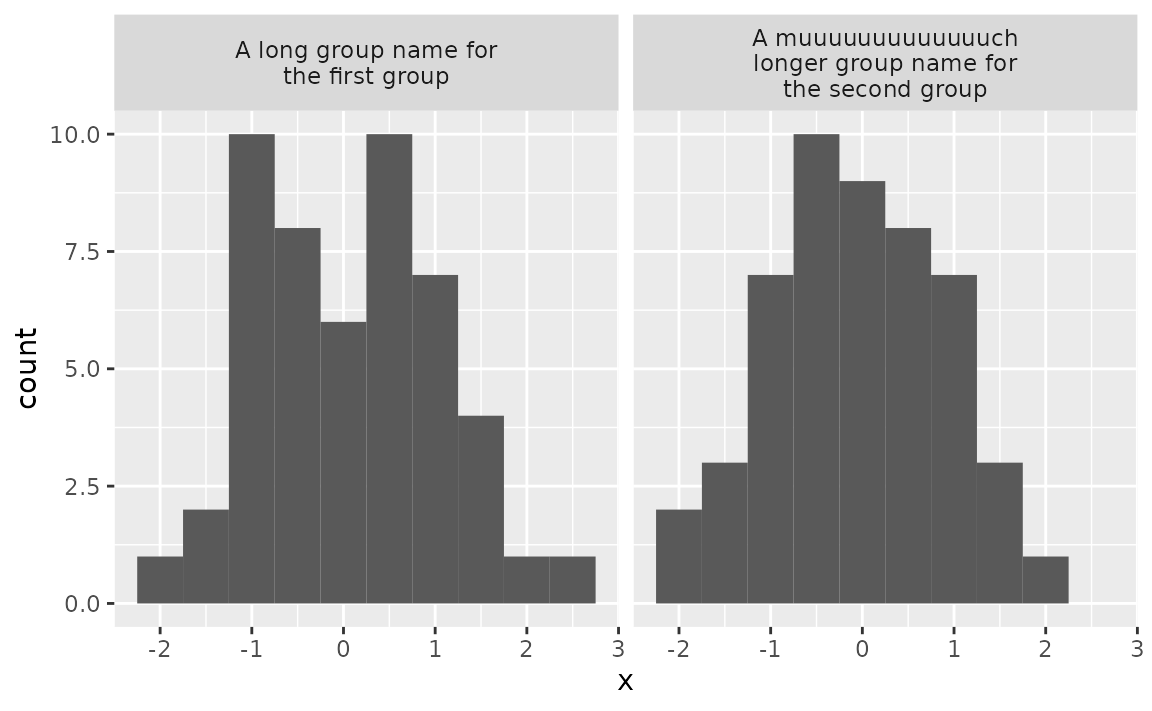 A long group name for
the first group
A muuuuuuuuuuuuuch
longer group name for
the second group
10.0
7.5
5.0
2.5
0.0
count
-2 -1 0 1 2 3
-2 -1 0 1 2 3
x